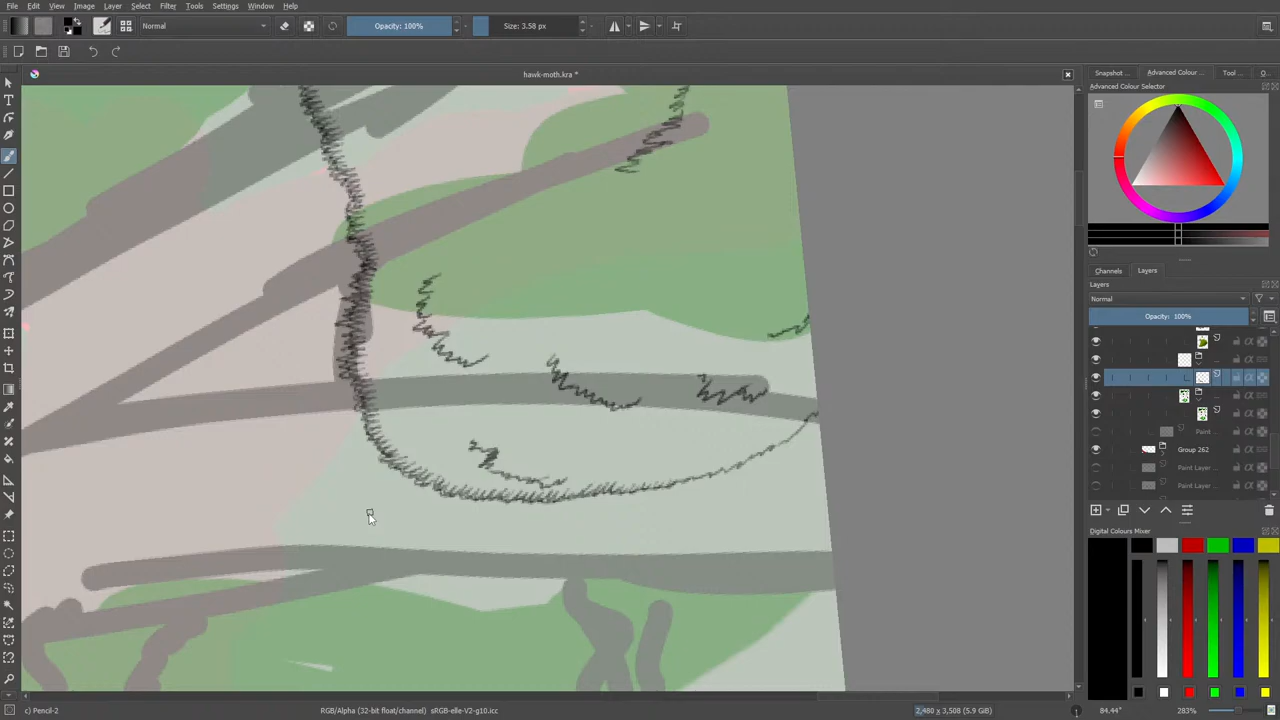 File Edit View Image Layer Select Filter Tools Settings Window Help
Normal Opacity: 100% Size: 3.58 px
hawk-moth.kra *
Snapshot ... Advanced Colour ... Tool ... O...
Advanced Colour Selector
Channels Layers
Layers
Normal
Opacity: 100%
Paint ...
Group 262
Paint Layer ...
Paint Layer ...
Digital Colours Mixer
c) Pencil-2 RGB/Alpha (32-bit float/channel) sRGB-elle-V2-g10.icc 2,480 x 3,508 (5.9 GiB) 84.44° 283%